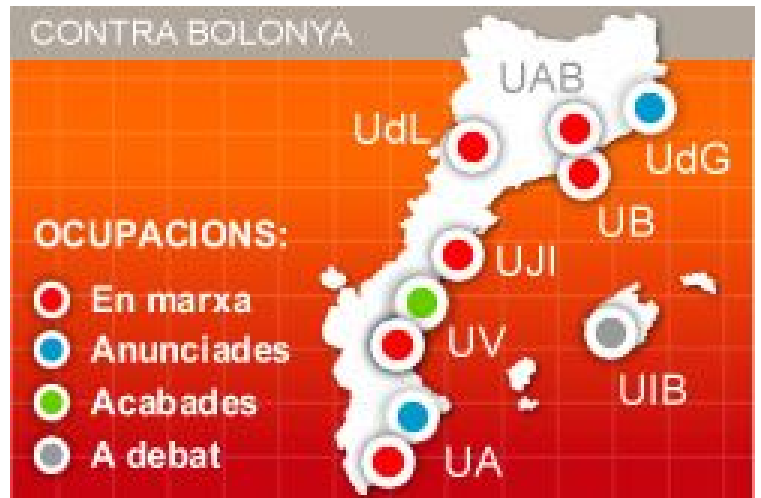 CONTRA BOLONYA
UAB
UdL
UdG
UB
OCUPACIONS:
UJI
En marxa
Anunciades
UV
UIB
Acabades
A debat
UA